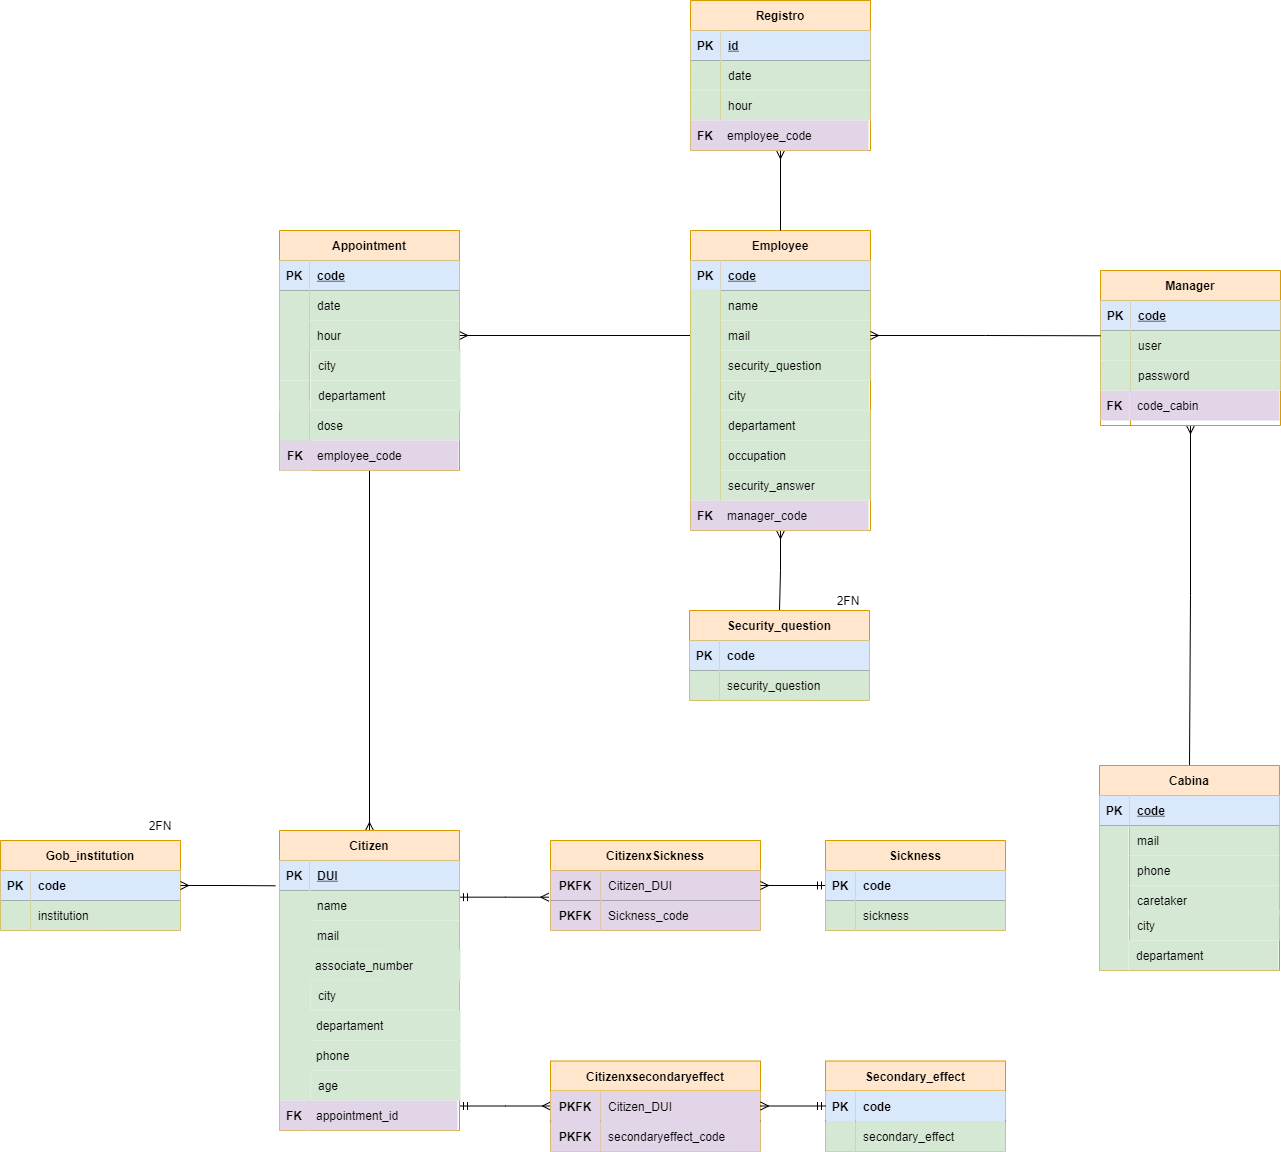 Registro
PK id
date
hour
FK employee_code
Appointment
PK code
date
hour
city
departament
dose
FK employee_code
Employee
PK code
name
mail
security_question
city
departament
occupation
security_answer
FK manager_code
Manager
PK code
user
password
FK code_cabin
2FN
Security_question
PK code
security_question
Cabina
PK code
mail
phone
caretaker
city
departament
2FN
Gob_institution
PK code
institution
Citizen
PK DUI
name
mail
associate_number
city
departament
phone
age
FK appointment_id
CitizenxSickness
PKFK Citizen_DUI
PKFK Sickness_code
Sickness
PK code
sickness
Citizenxsecondaryeffect
PKFK Citizen_DUI
PKFK secondaryeffect_code
Secondary_effect
PK code
secondary_effect